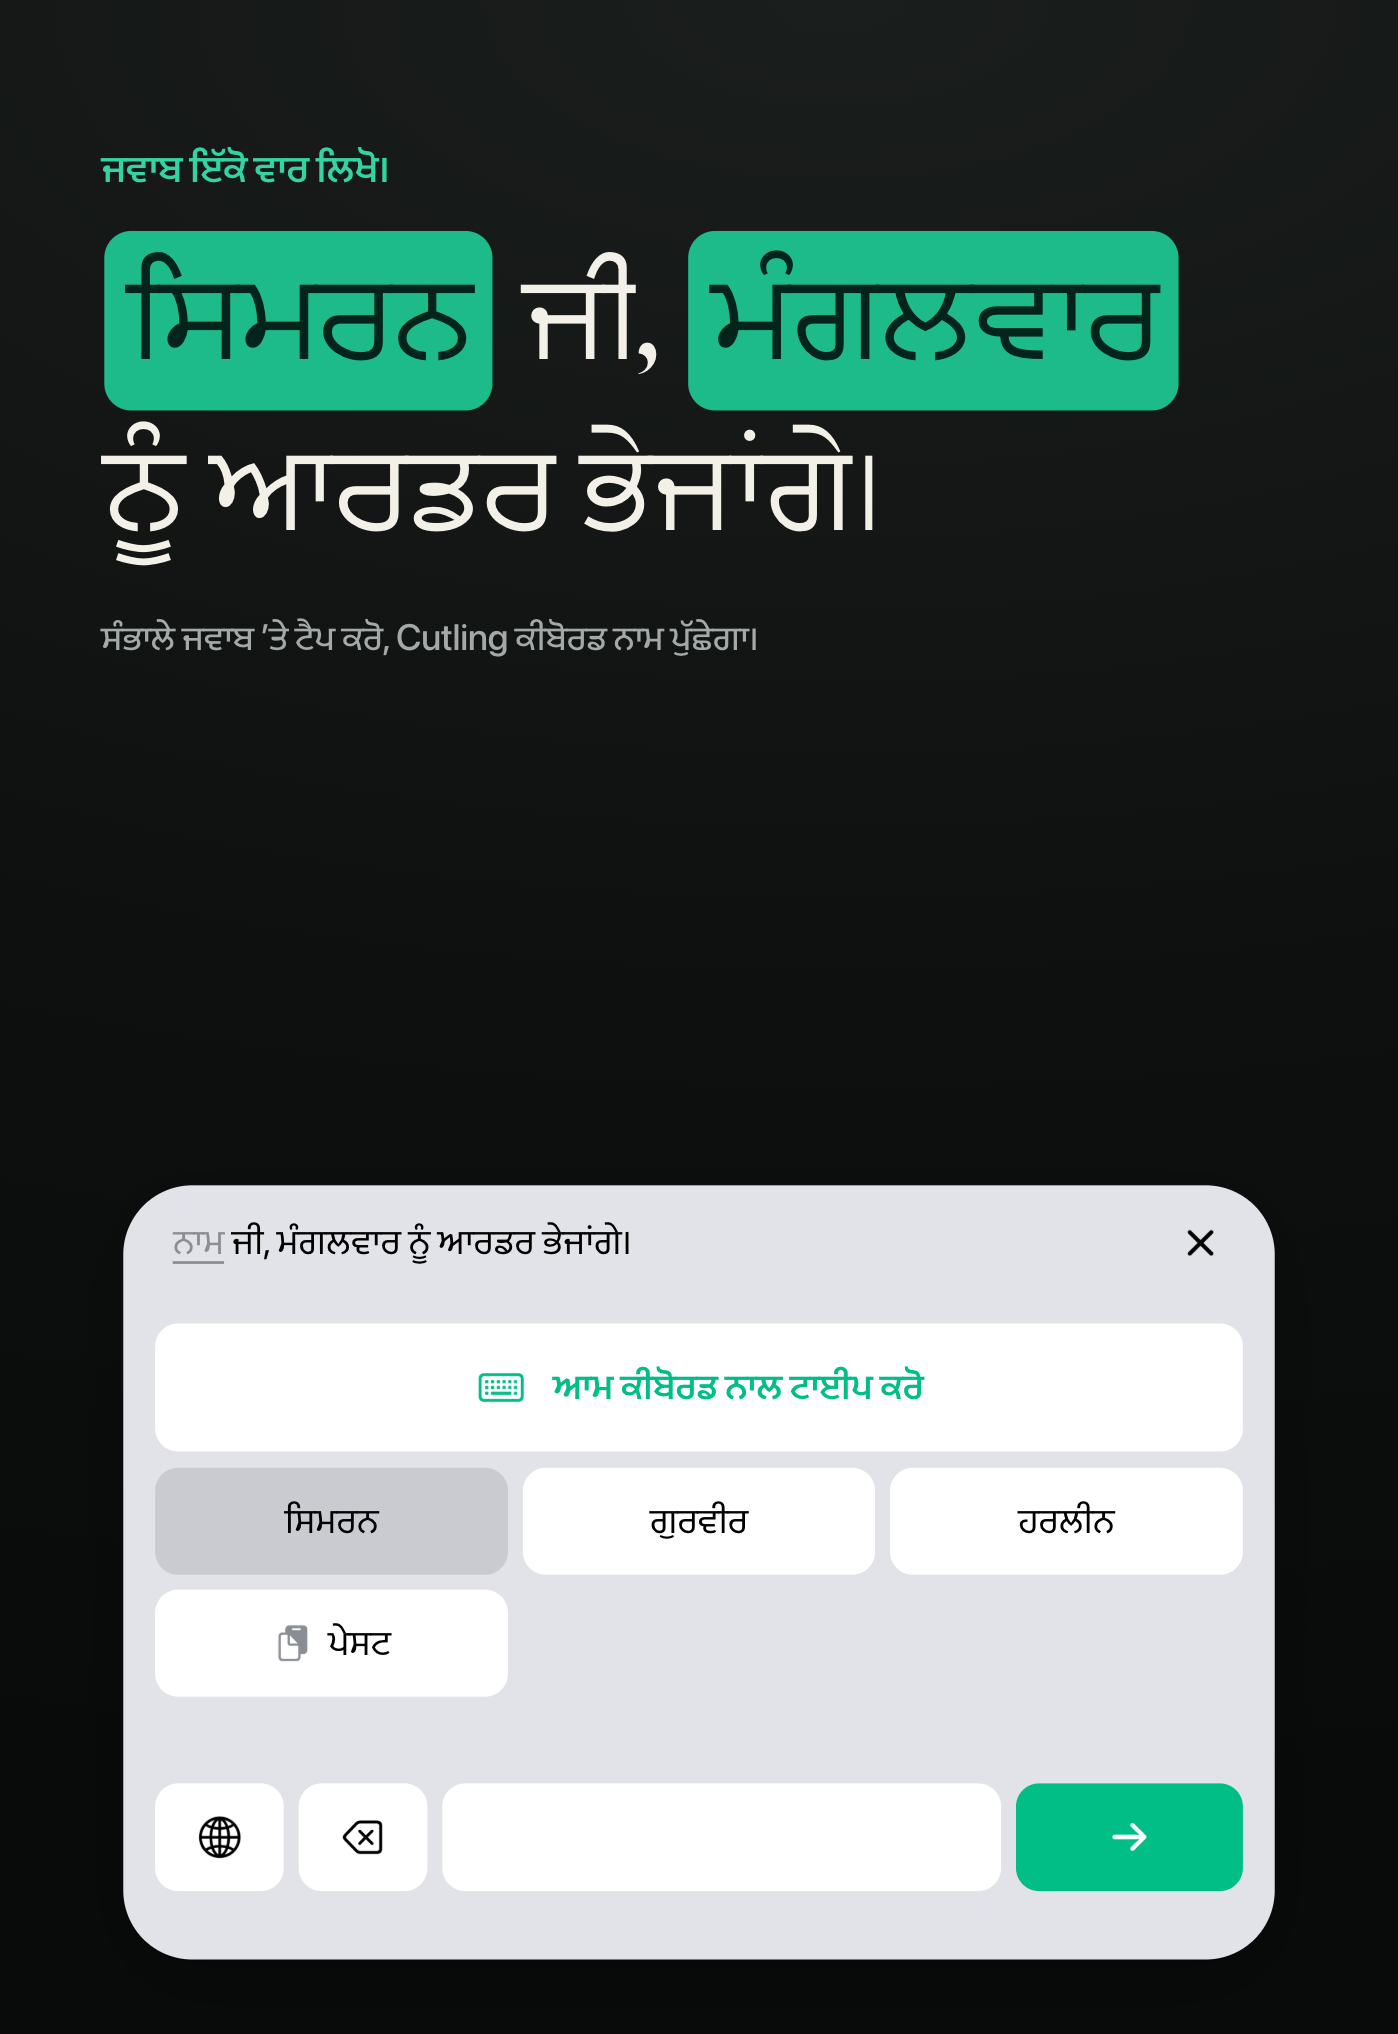 ਜਵਾਬ ਇੱਕੋ ਵਾਰ ਲਿਖੋ।
ਸਿਮਰਨ ਜੀ, ਮੰਗਲਵਾਰ
ਨੂੰ ਆਰਡਰ ਭੇਜਾਂਗੇ।
ਸੰਭਾਲੇ ਜਵਾਬ ’ਤੇ ਟੈਪ ਕਰੋ, Cutling ਕੀਬੋਰਡ ਨਾਮ ਪੁੱਛੇਗਾ।
ਨਾਮ ਜੀ, ਮੰਗਲਵਾਰ ਨੂੰ ਆਰਡਰ ਭੇਜਾਂਗੇ।
ਆਮ ਕੀਬੋਰਡ ਨਾਲ ਟਾਈਪ ਕਰੋ
ਸਿਮਰਨ ਗੁਰਵੀਰ ਹਰਲੀਨ
ਪੇਸਟ